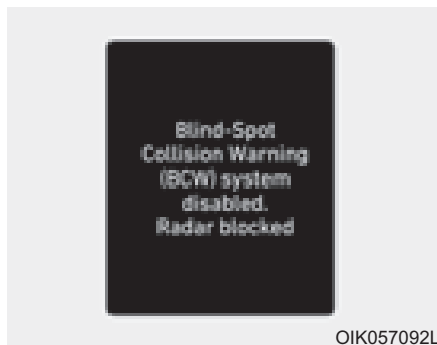 Blind-Spot
Collision Warning
(BCW) system
disabled.
Radar blocked
OIK057092L